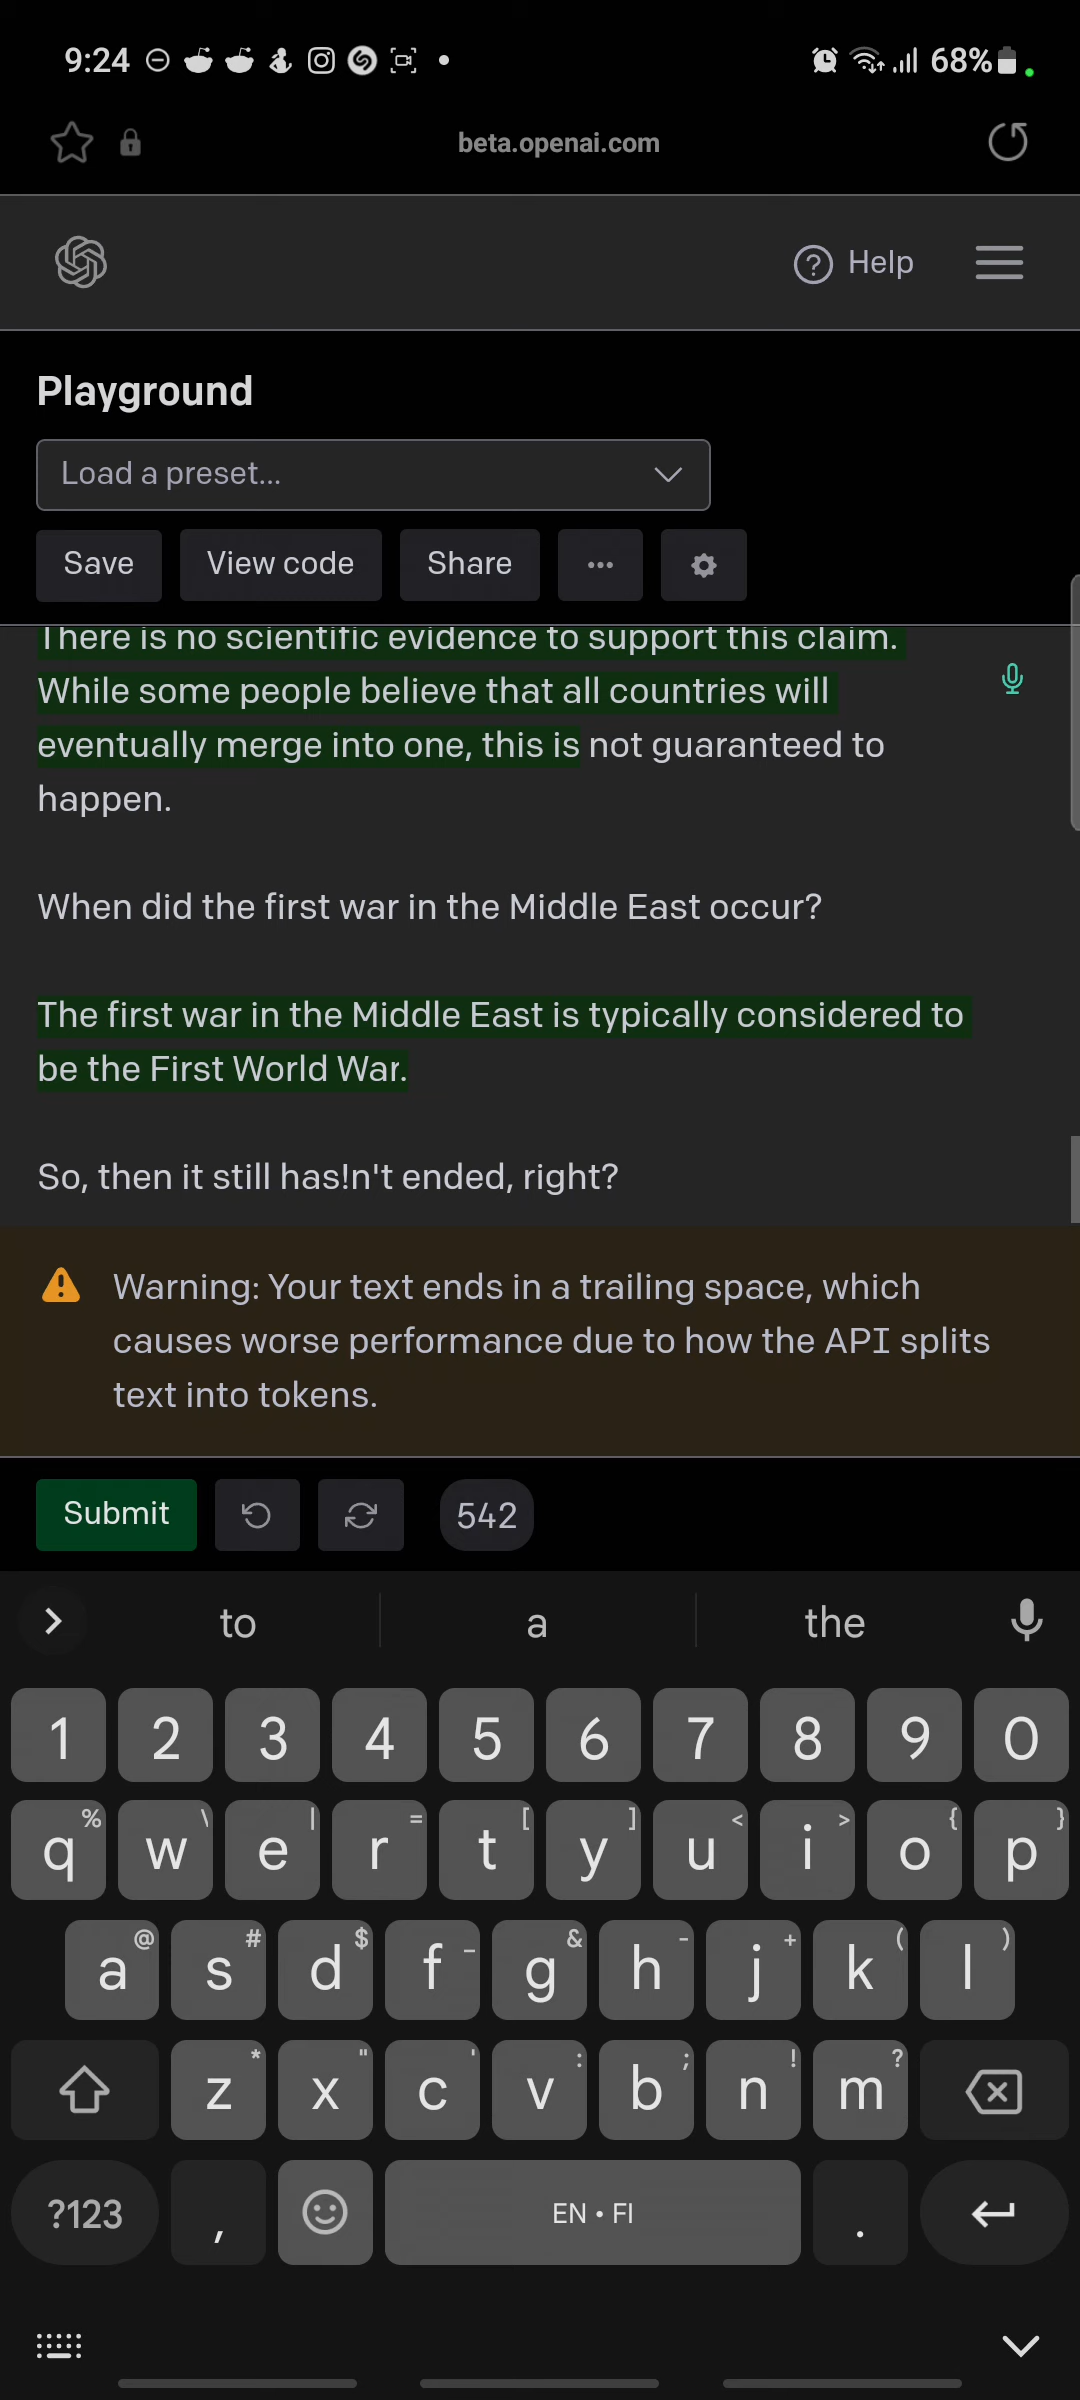 9:24
68%
beta.openai.com
Help
Playground
Load a preset...
Save
View code
Share
There is no scientific evidence to support this claim.
While some people believe that all countries will
eventually merge into one, this is not guaranteed to
happen.
When did the first war in the Middle East occur?
The first war in the Middle East is typically considered to
be the First World War.
So, then it still has!n't ended, right?
Warning: Your text ends in a trailing space, which
causes worse performance due to how the API splits
text into tokens.
Submit
542
to a the
1 2 3 4 5 6 7 8 9 0
% \ | = [ ] < > { }
q w e r t y u i o p
@ # $ _ & - + ( )
a s d f g h j k l
* " ' : ; ! ?
z x c v b n m
?123 , EN • FI .